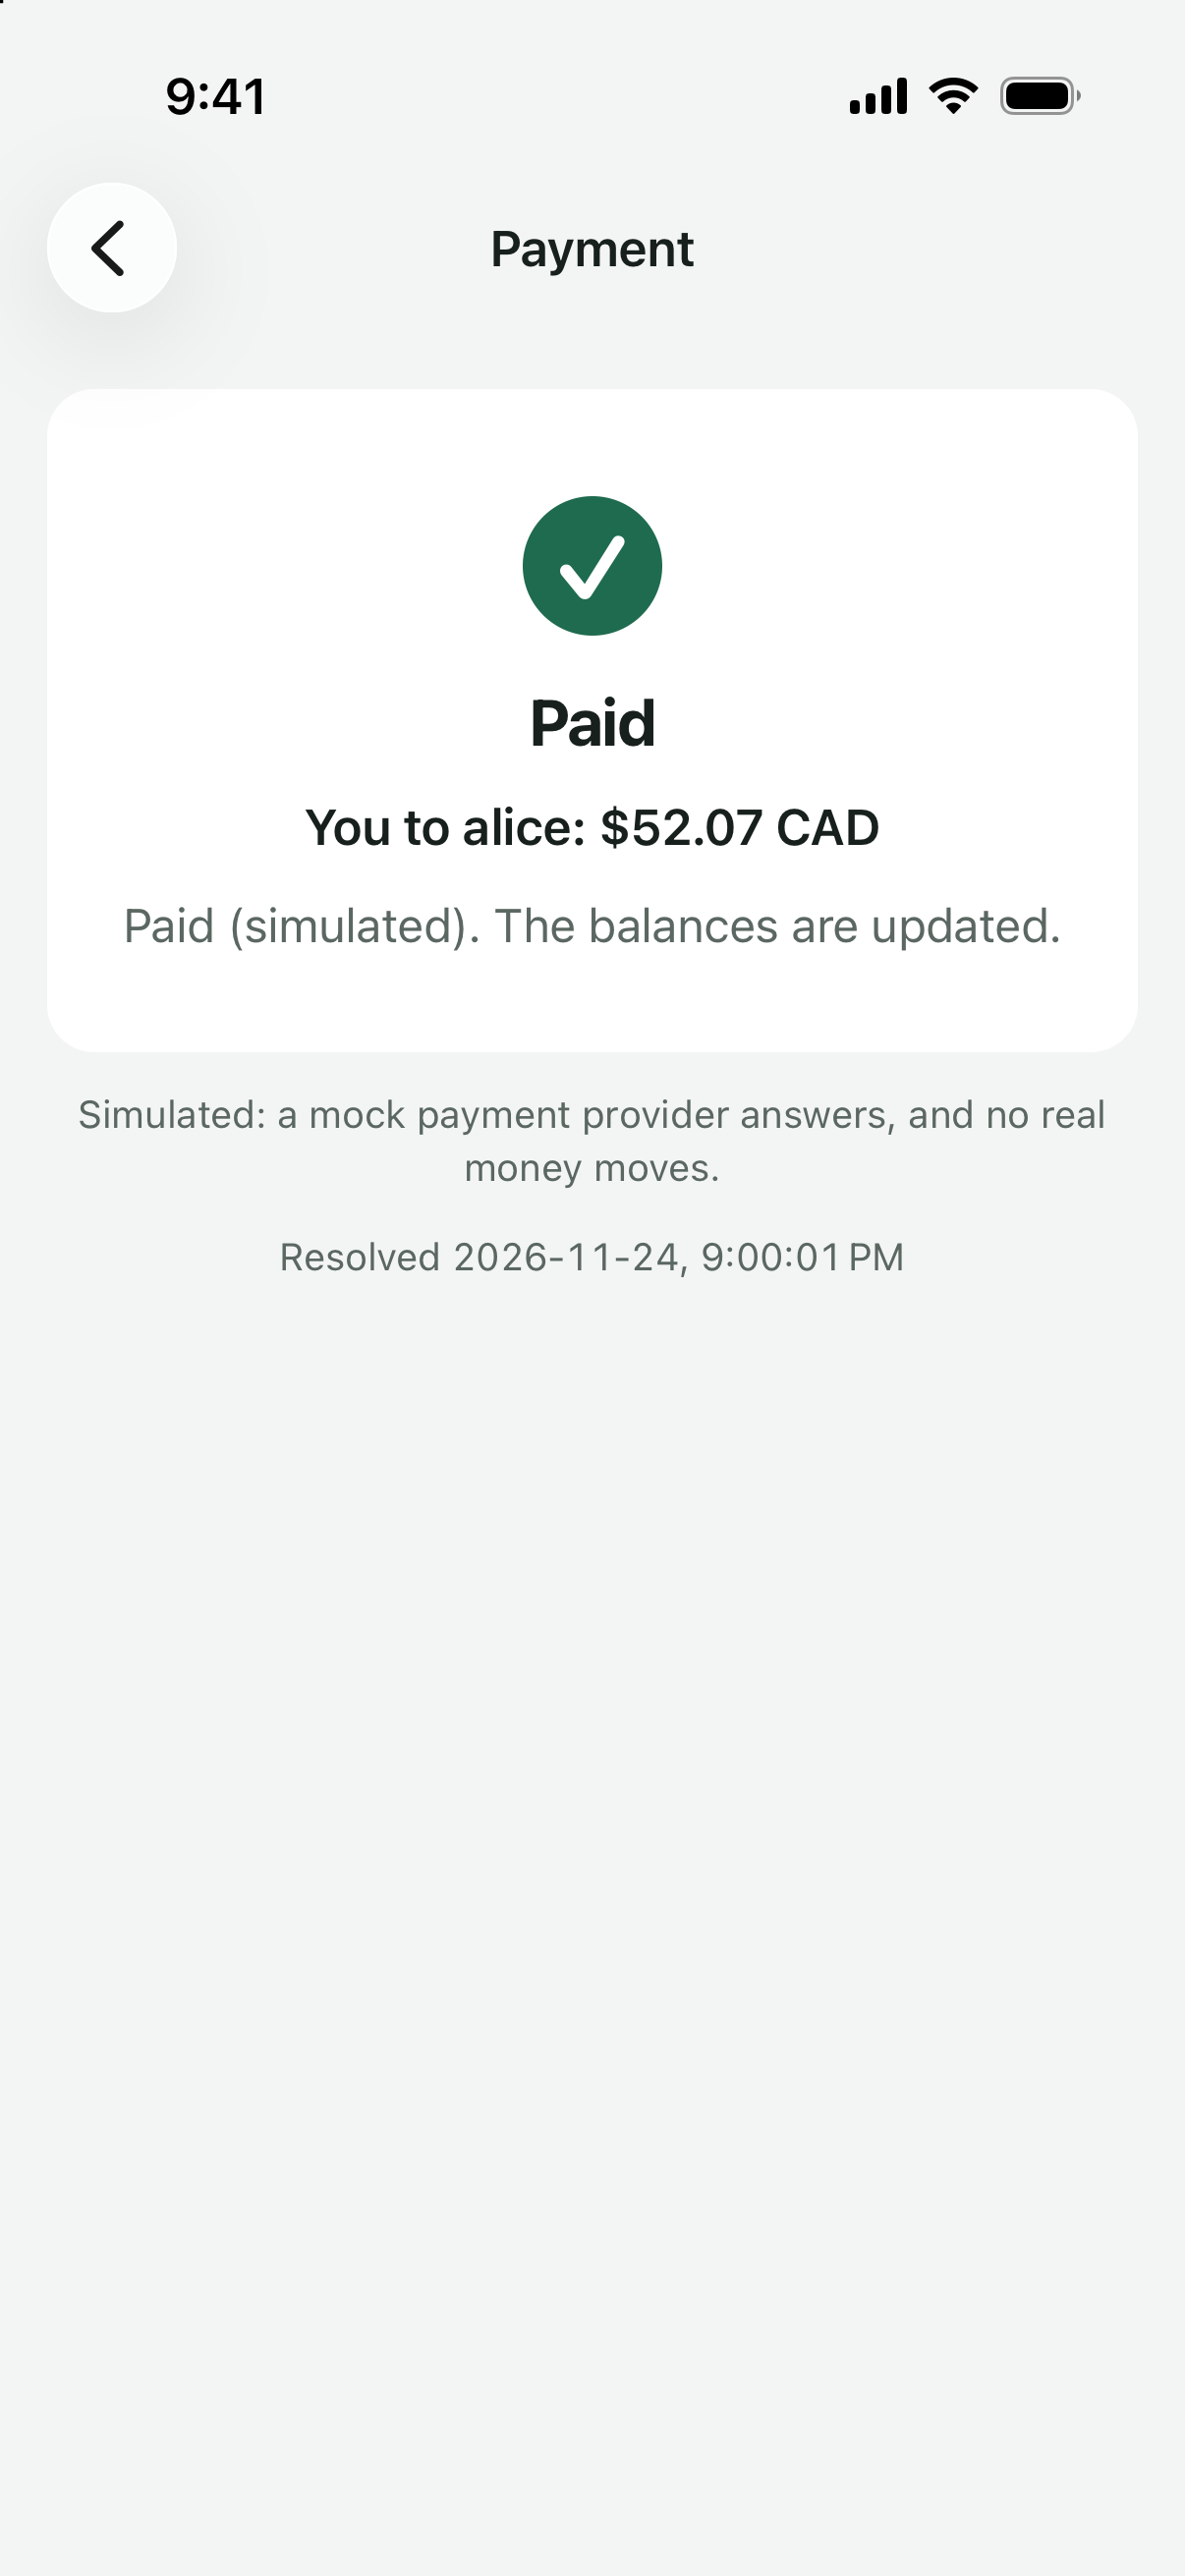 9:41
Payment
Paid
You to alice: $52.07 CAD
Paid (simulated). The balances are updated.
Simulated: a mock payment provider answers, and no real
money moves.
Resolved 2026-11-24, 9:00:01 PM